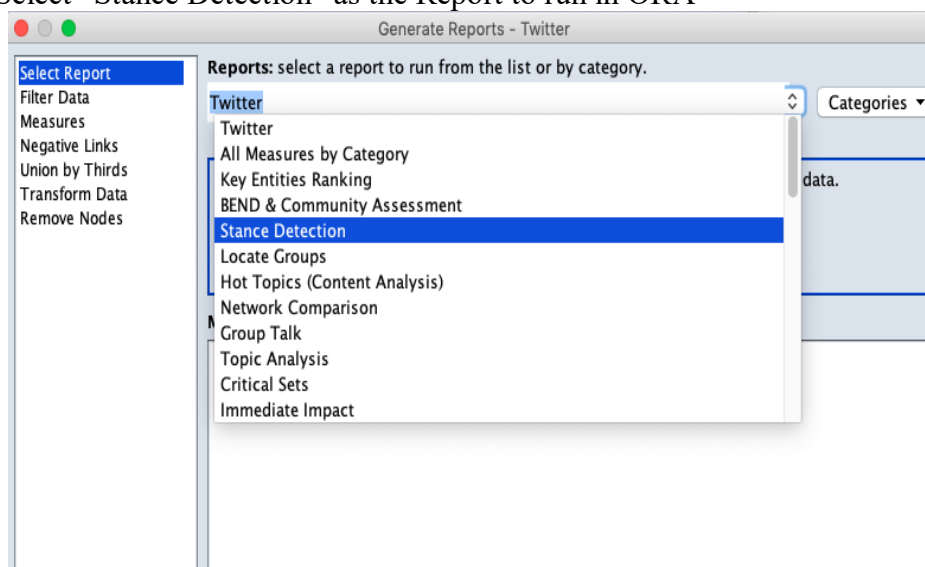 Select "Stance Detection" as the Report to run in ORA
Generate Reports - Twitter
Select Report
Filter Data
Measures
Negative Links
Union by Thirds
Transform Data
Remove Nodes
Reports: select a report to run from the list or by category.
Twitter
Categories
Twitter
All Measures by Category
Key Entities Ranking
BEND & Community Assessment
data.
Stance Detection
Locate Groups
Hot Topics (Content Analysis)
Network Comparison
Group Talk
Topic Analysis
Critical Sets
Immediate Impact